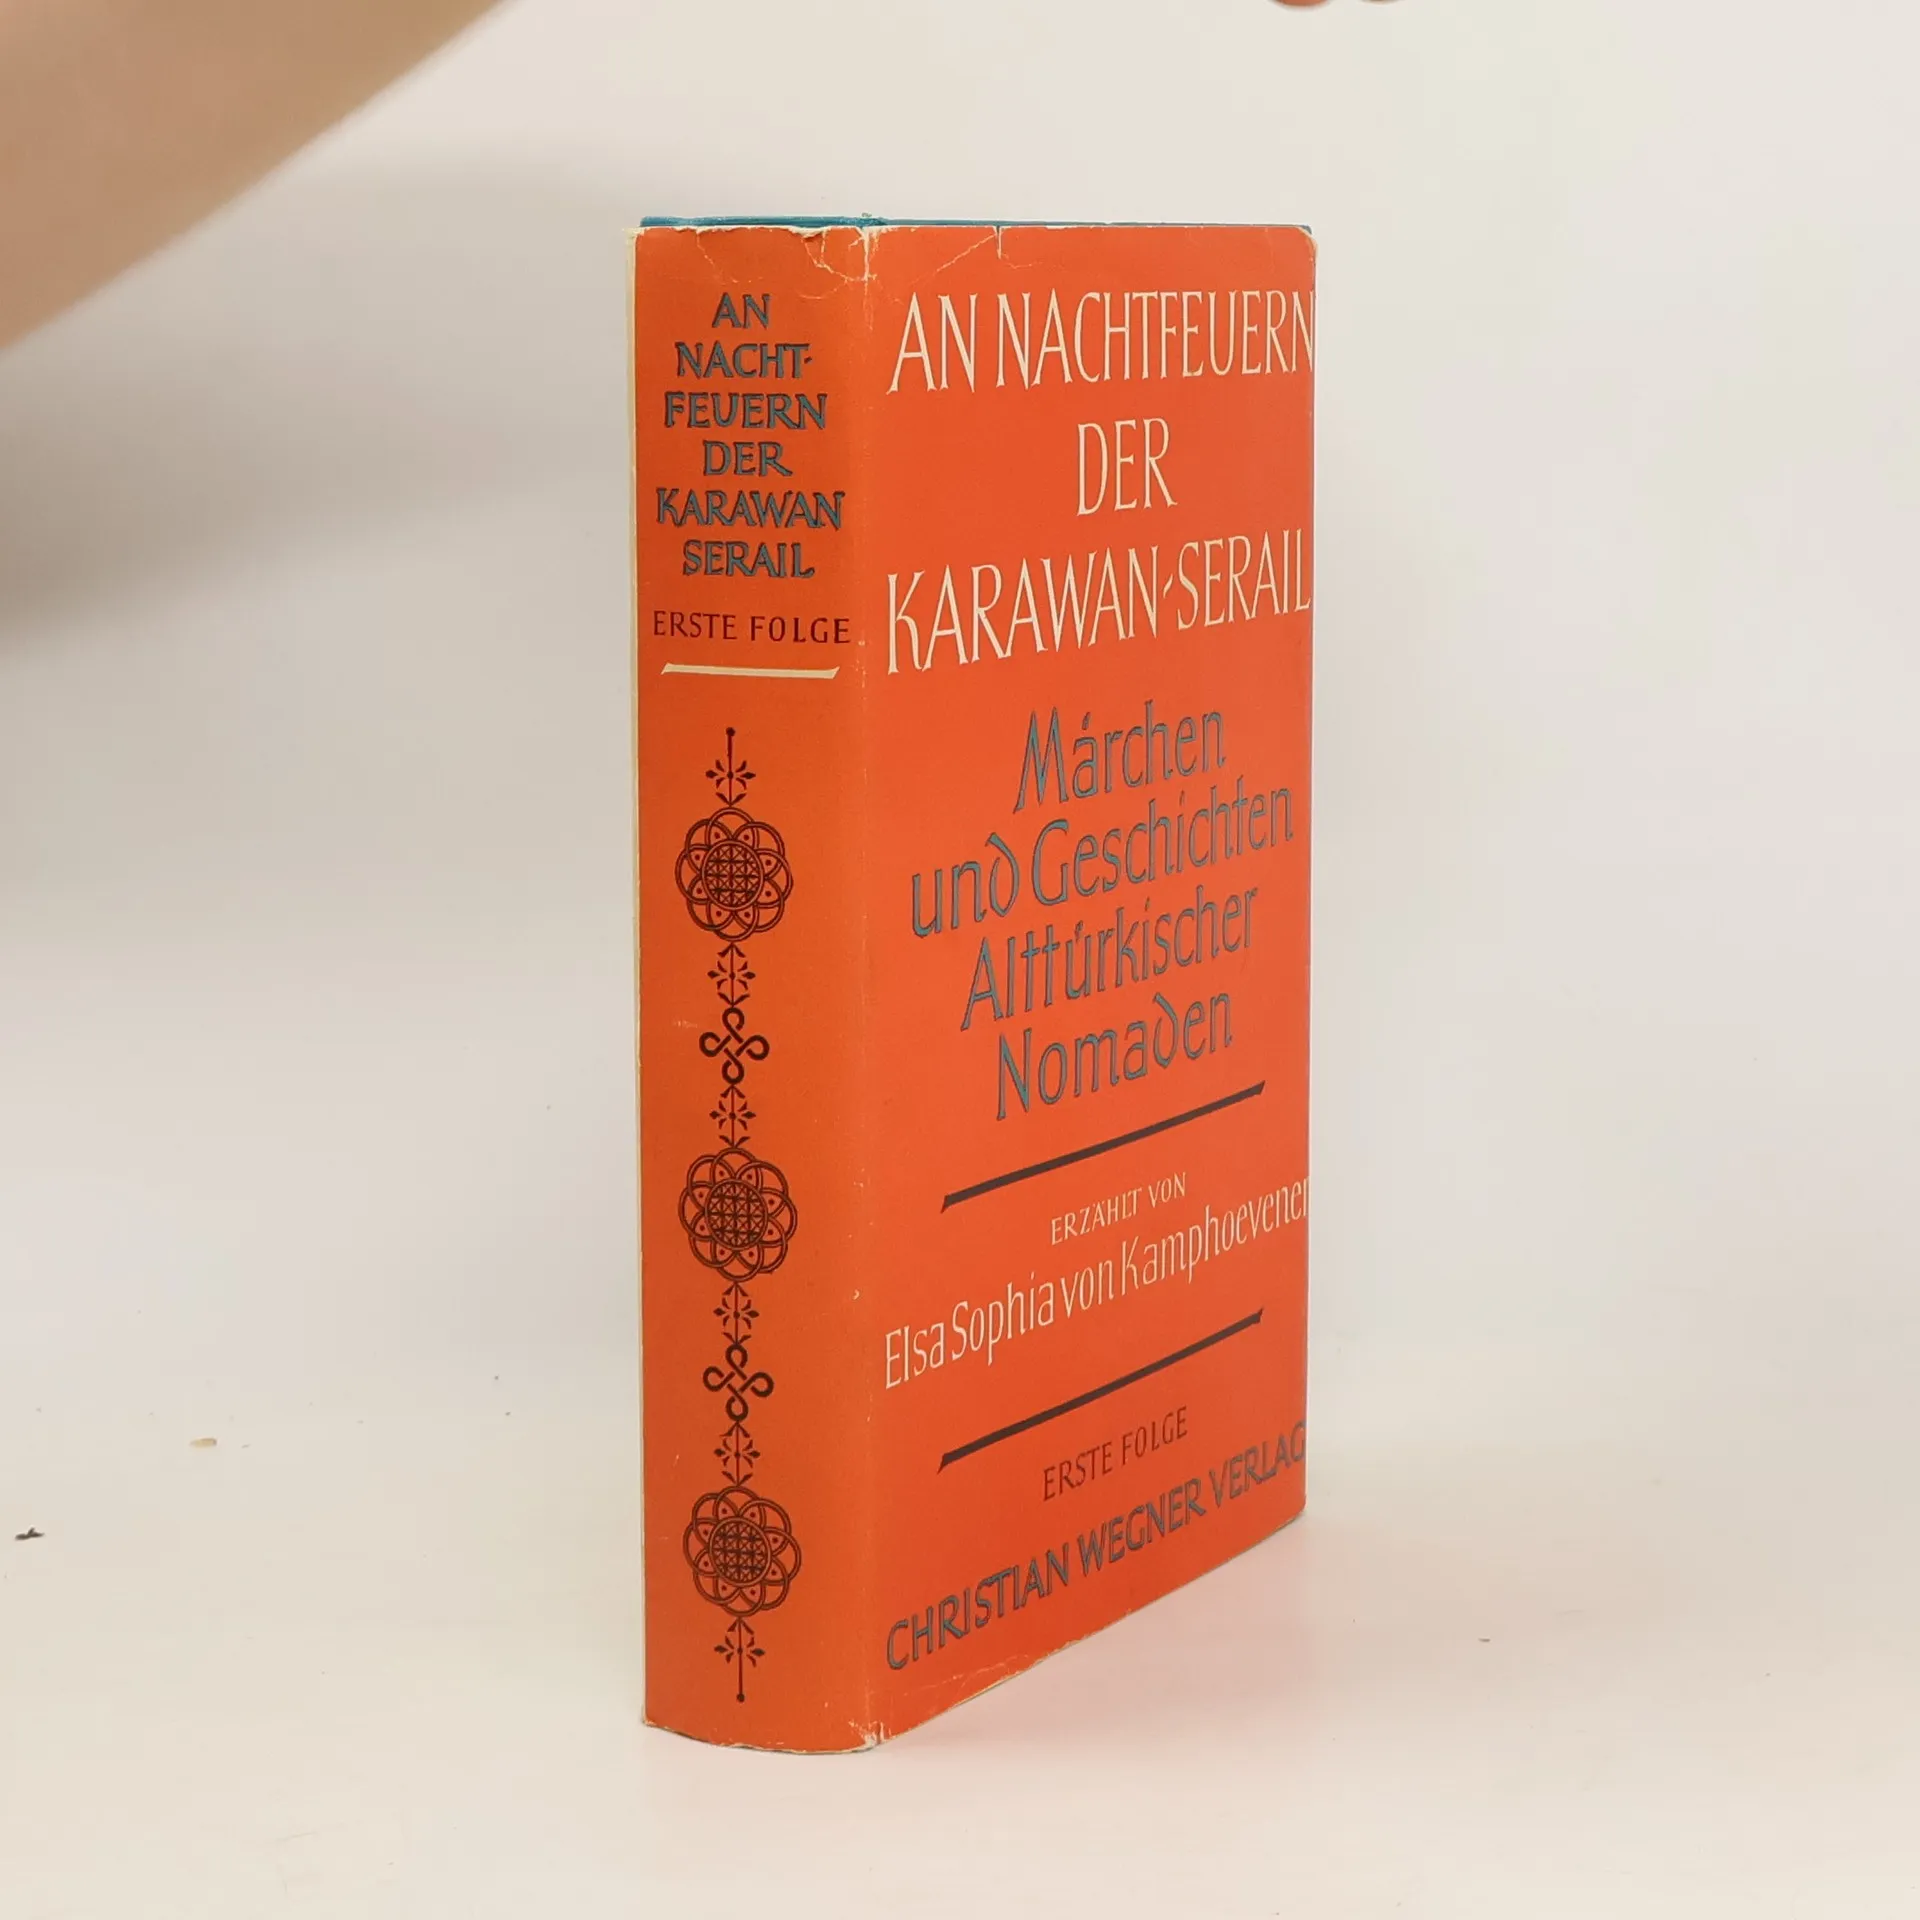 AN
NACHT-
FEUERN
DER
KARAWAN
SERAIL
ERSTE FOLGE
AN NACHTFEUERN
DER
KARAWAN-SERAIL
Märchen
und Geschichten
Alttürkischer
Nomaden
ERZÄHLT VON
Elsa Sophia von Kamphoevener
ERSTE FOLGE
CHRISTIAN WEGNER VERLAG